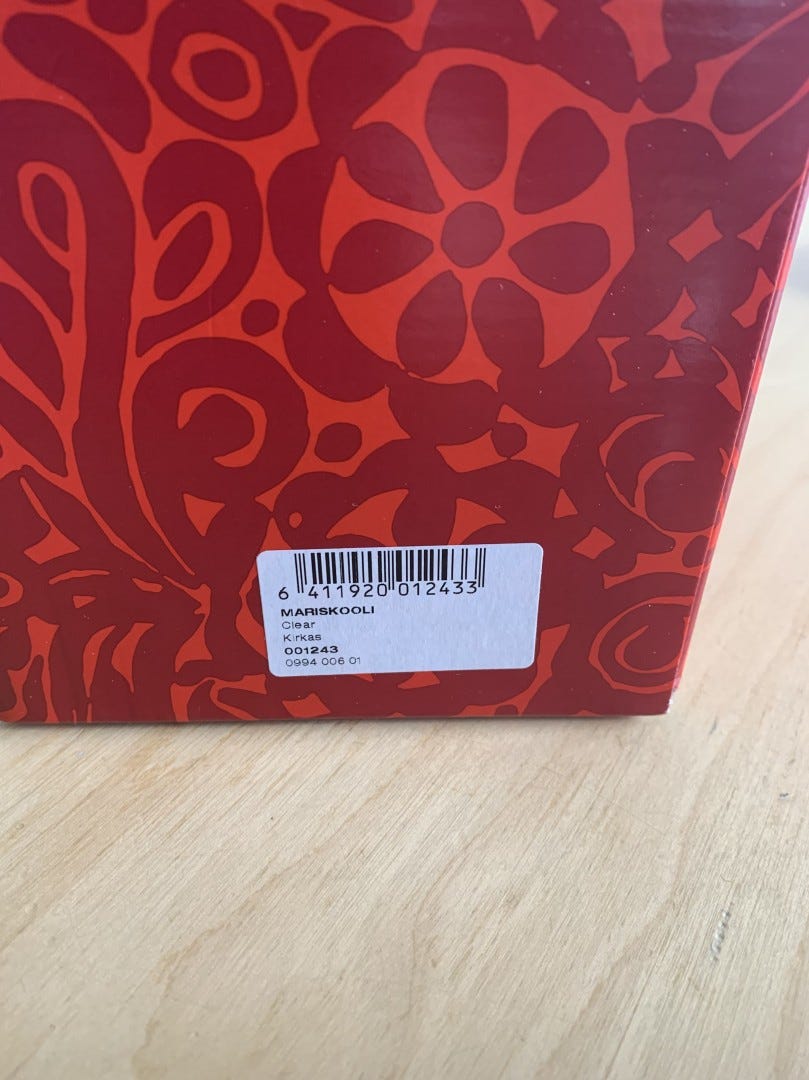 6 411920 012433
MARISKOOLI
Clear
Kirkas
001243
0994 006 01